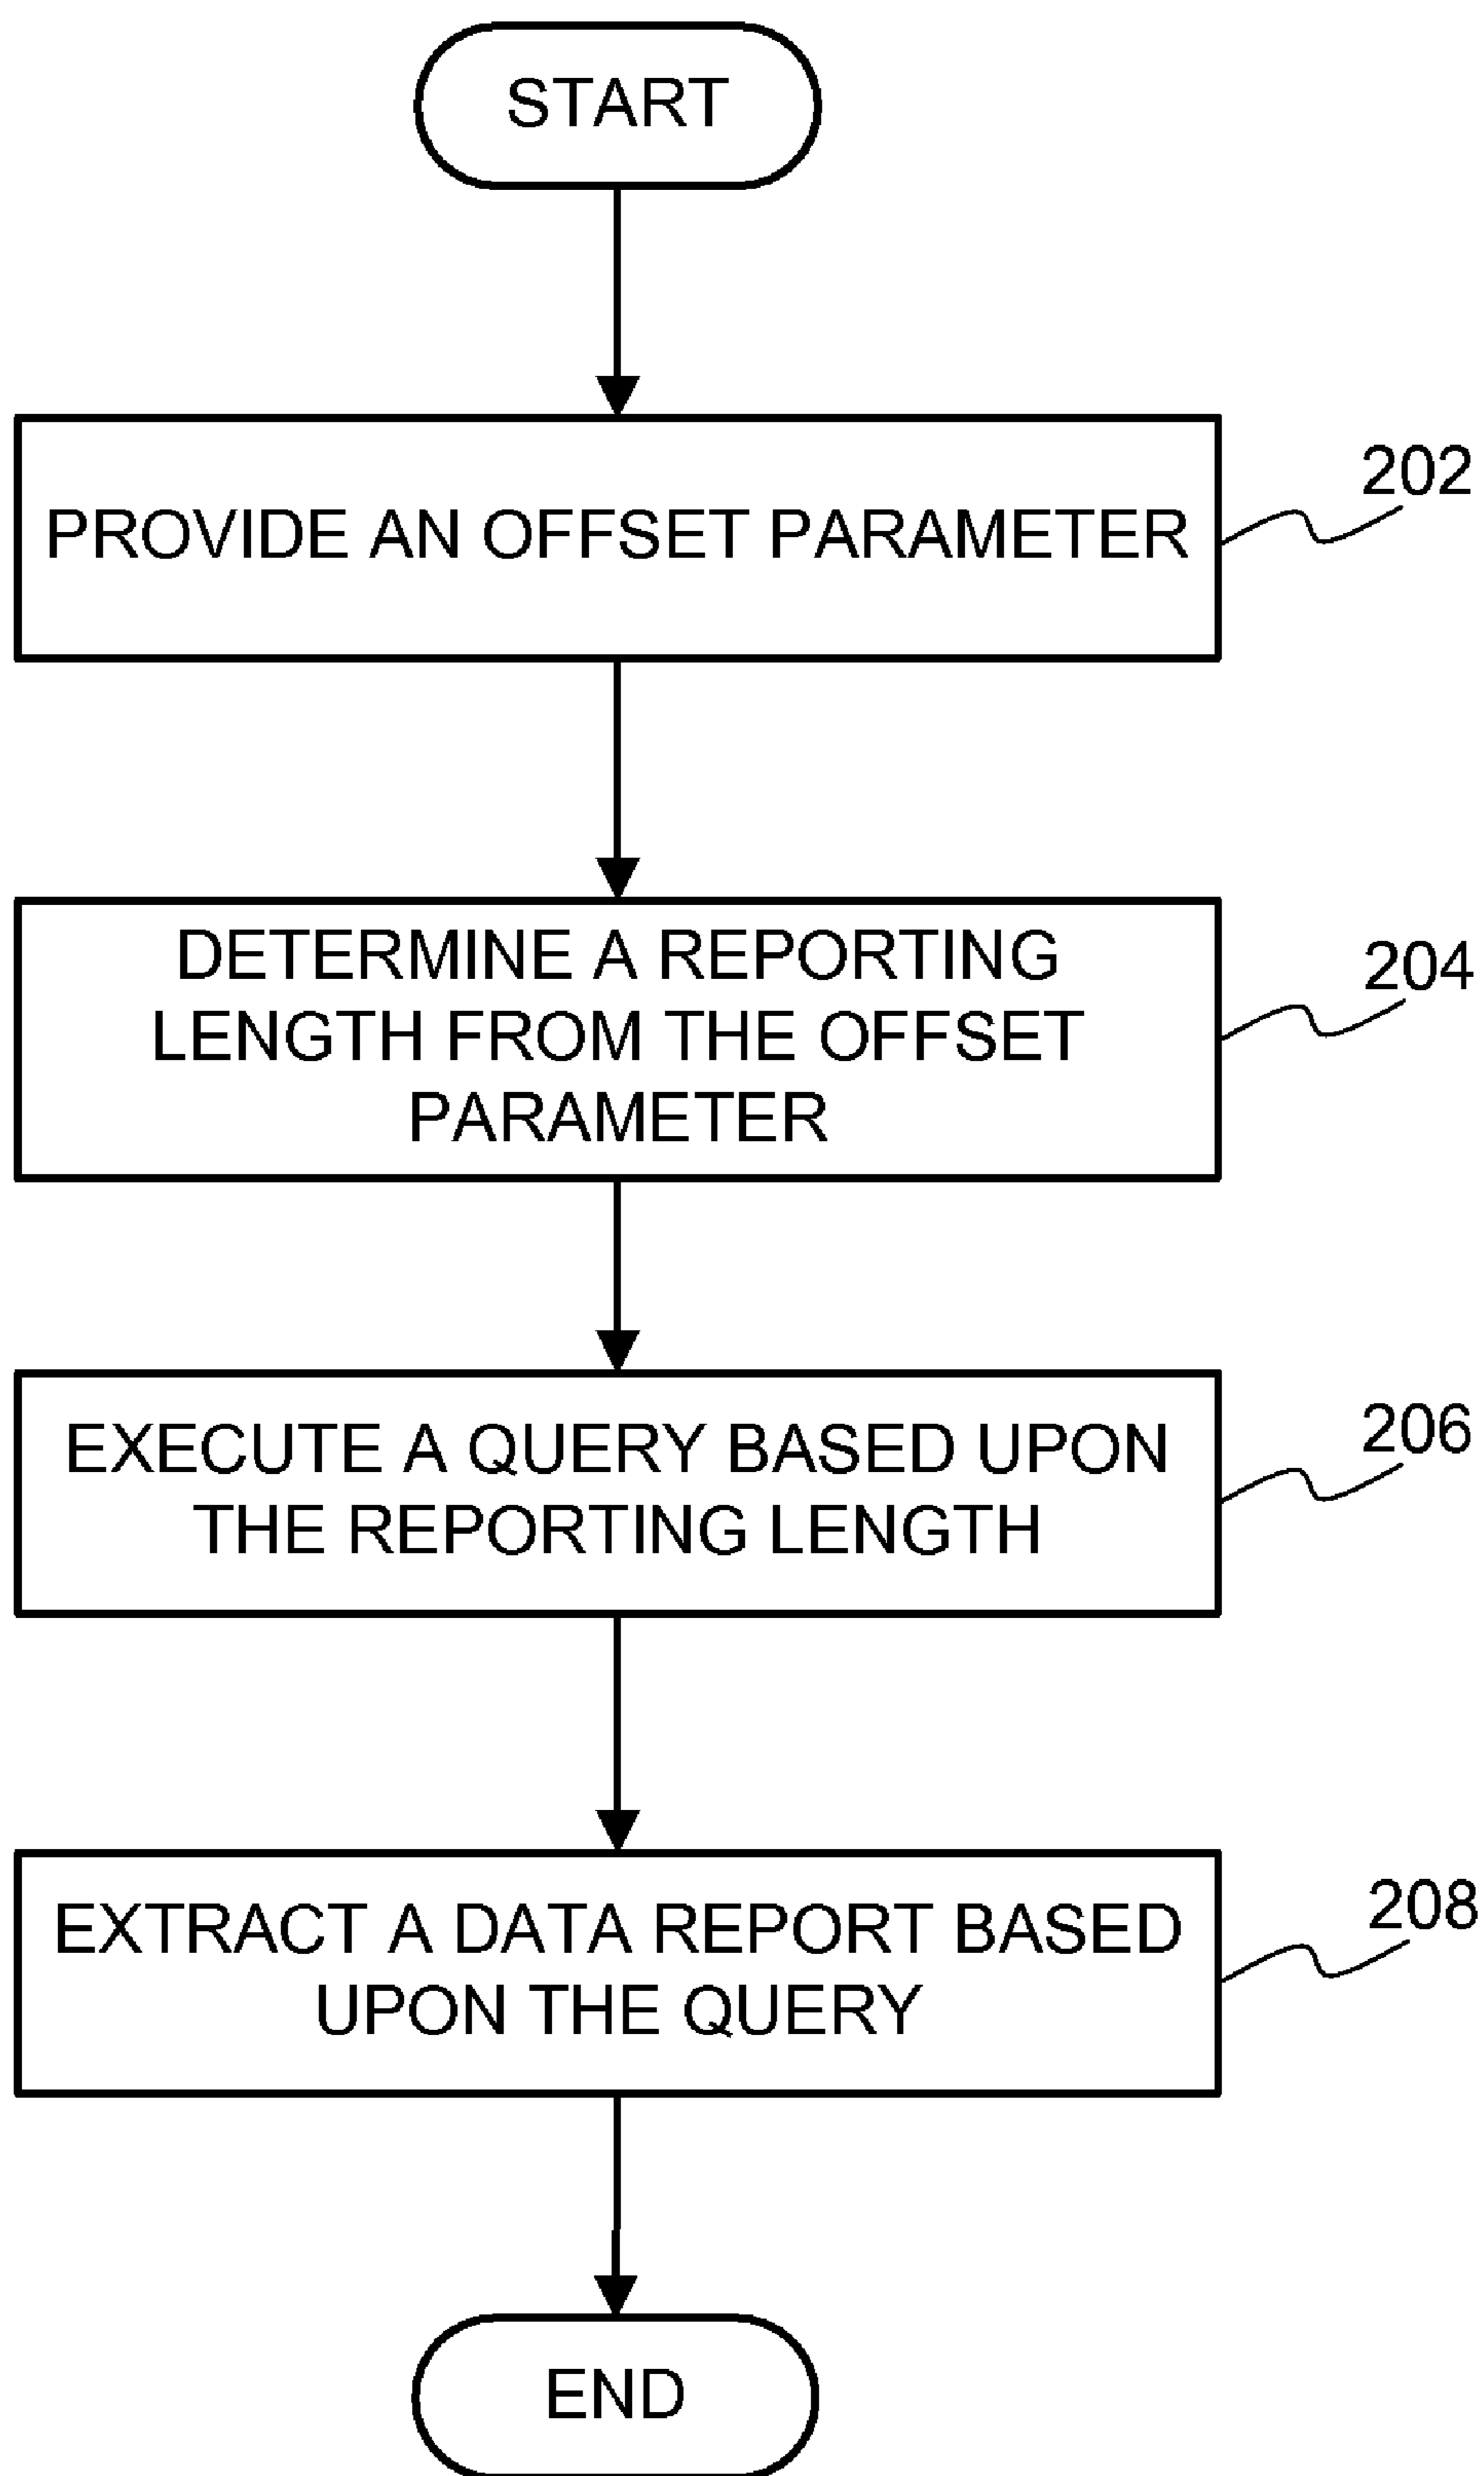 START
PROVIDE AN OFFSET PARAMETER
202
DETERMINE A REPORTING
LENGTH FROM THE OFFSET
PARAMETER
204
EXECUTE A QUERY BASED UPON
THE REPORTING LENGTH
206
EXTRACT A DATA REPORT BASED
UPON THE QUERY
208
END